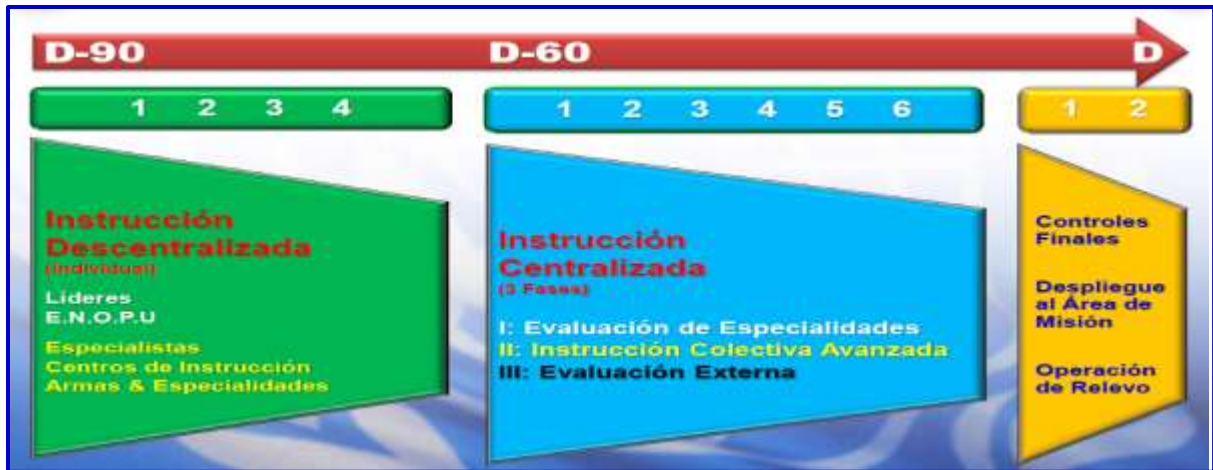 D-90 D-60 D
1 2 3 4
1 2 3 4 5 6
1 2
Instrucción
Descentralizada
(Individual)
Líderes
E.N.O.P.U
Especialistas
Centros de Instrucción
Armas & Especialidades
Instrucción
Centralizada
(3 Fases)
I: Evaluación de Especialidades
II: Instrucción Colectiva Avanzada
III: Evaluación Externa
Controles
Finales
Despliegue
al Área de
Misión
Operación
de Relevo